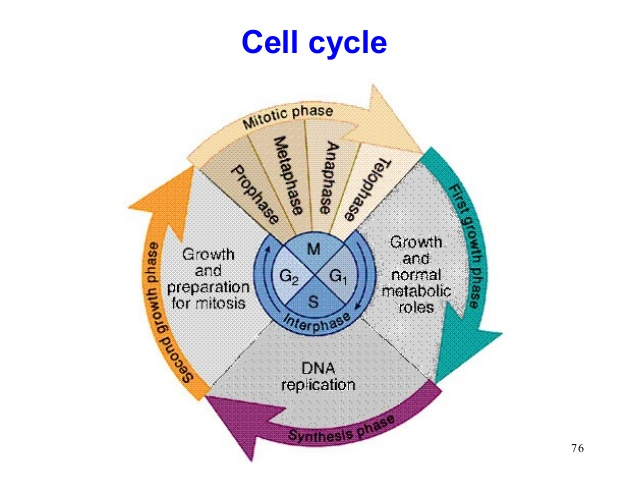 Cell cycle
Mitotic phase
Prophase
Metaphase
Anaphase
Telophase
First growth phase
Growth
and
normal
metabolic
roles
Growth
and
preparation
for mitosis
Second growth phase
M
G2
G1
S
Interphase
DNA
replication
Synthesis phase
76